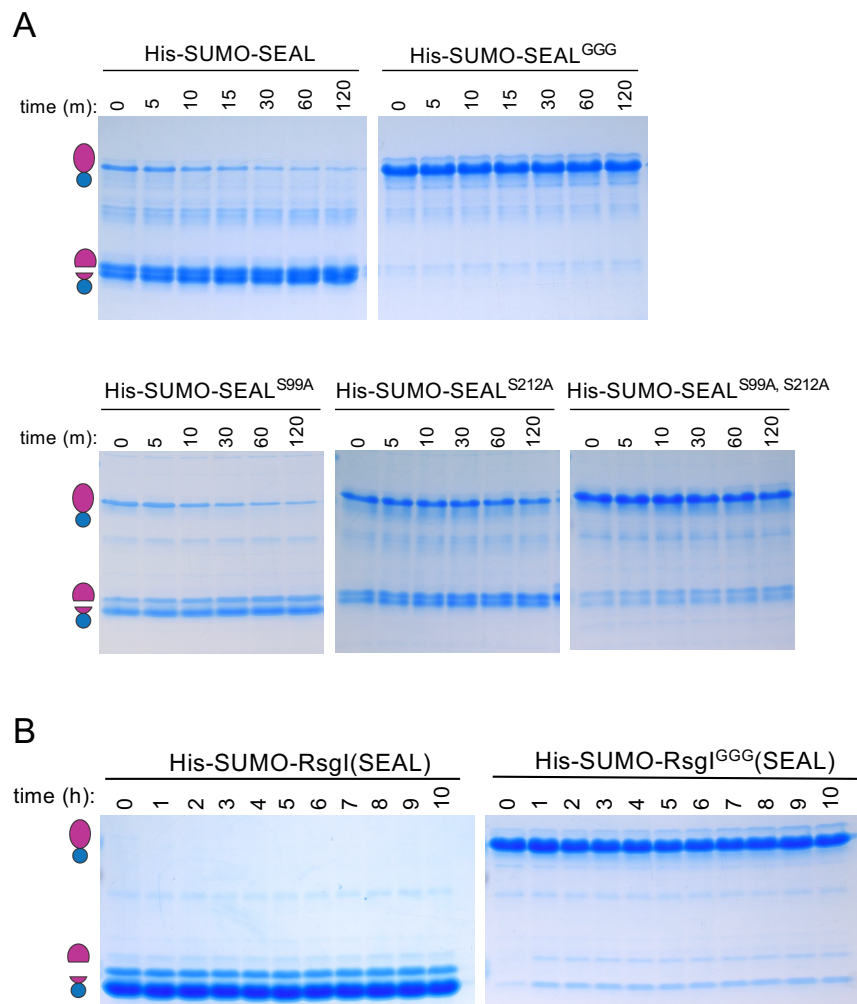 A
His-SUMO-SEAL His-SUMO-SEAL^GGG
time (m): 0 5 10 15 30 60 120 0 5 10 15 30 60 120
His-SUMO-SEAL^S99A His-SUMO-SEAL^S212A His-SUMO-SEAL^S99A, S212A
time (m): 0 5 10 30 60 120 0 5 10 30 60 120 0 5 10 30 60 120
B
His-SUMO-RsgI(SEAL) His-SUMO-RsgI^GGG(SEAL)
time (h): 0 1 2 3 4 5 6 7 8 9 10 0 1 2 3 4 5 6 7 8 9 10